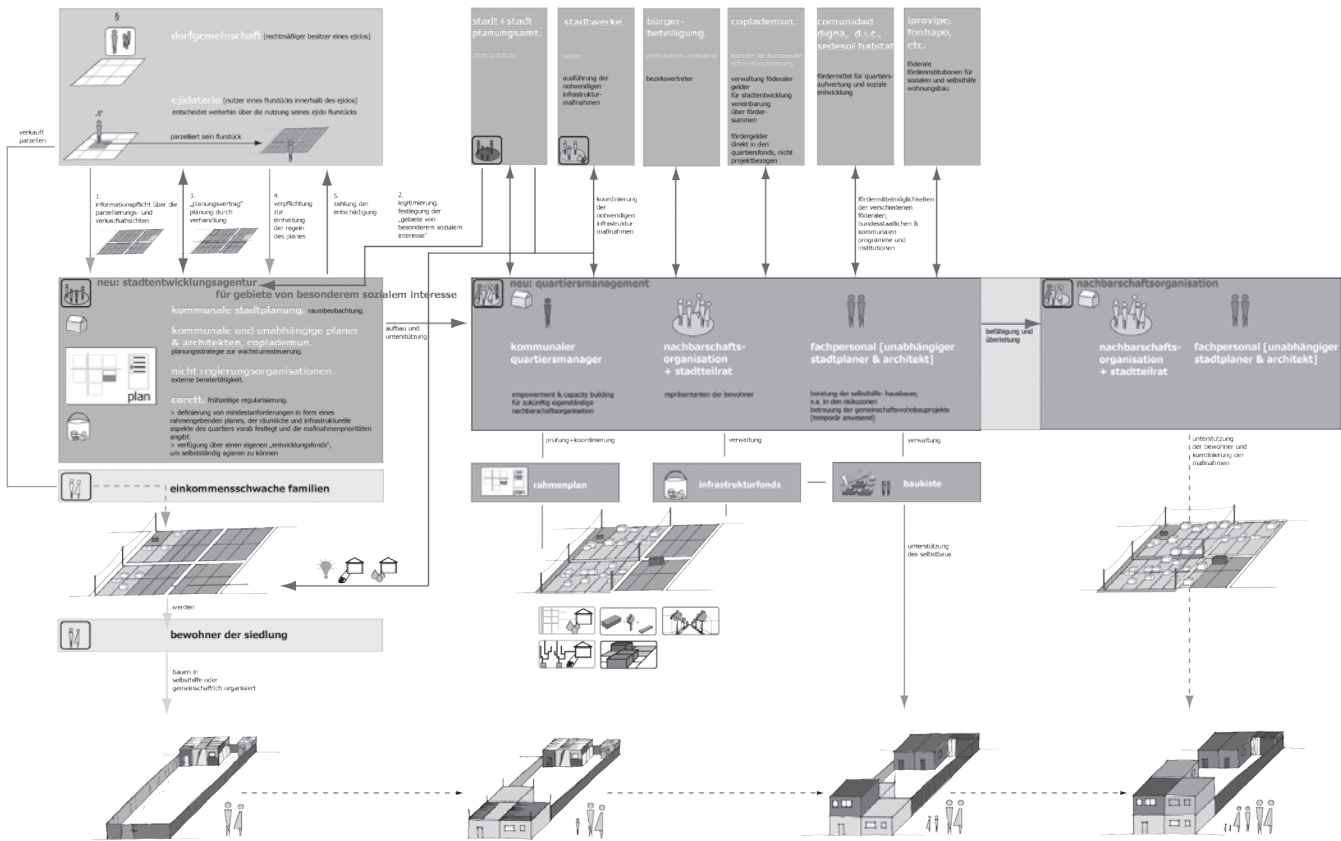 §
dorfgemeinschaft [rechtmäßiger besitzer eines ejidos]
ejidatario [nutzer eines flurstücks innerhalb des ejidos]
entscheidet weiterhin über die nutzung seines ejido flurstücks
parzelliert sein flurstück
verkauft
parzellen
stadt+stadt-
planungsamt.
stadtwerke.
ausführung der
notwendigen
infrastruktur-
maßnahmen
bürger-
beteiligung.
bezirksvertreter
coplademun.
verwaltung föderaler
gelder
für stadtentwicklung
vereinbarung
über förder-
summen
fördergelder
direkt in den
quartiersfonds, nicht
projektbezogen
comunidad
digna, d.i.c.,
sedesol habitat
fördermittel für quartiers-
aufwertung und soziale
entwicklung
iprovipe,
fonhapo,
etc.
föderale
förderinstitutionen für
sozialen und selbsthilfe
wohnungsbau
1.
informationspflicht über die
parzellierungs- und
verkaufsabsichten
3.
„planungsvertrag"
planung durch
verhandlung
4.
verpflichtung
zur
einhaltung
der regeln
des planes
5.
zahlung der
entschädigung
2.
legitimierung,
festlegung der
„gebiete von
besonderem sozialem
interesse"
koordinierung
der
notwendigen
infrastruktur-
maßnahmen
fördermittelmöglichkeiten
der verschiedenen
föderalen,
bundesstaatlichen &
kommunalen
programme und
institutionen
neu: stadtentwicklungsagentur
für gebiete von besonderem sozialem interesse
kommunale stadtplanung. raumbeobachtung.
kommunale und unabhängige planer
& architekten, coplademun.
planungsstrategie zur wachstumssteuerung.
nicht regierungsorganisationen.
externe beratertätigkeit.
corett. frühzeitige regularisierung.
> definierung von mindestanforderungen in form eines
rahmengebenden planes, der räumliche und infrastrukturelle
aspekte des quartiers vorab festlegt und die maßnahmenprioritäten
angibt.
> verfügung über einen eigenen „entwicklungsfonds",
um selbstständig agieren zu können
plan
aufbau und
unterstützung
neu: quartiersmanagement
kommunaler
quartiersmanager
empowerment & capacity building
für zukünftig eigenständige
nachbarschaftsorganisation
nachbarschafts-
organisation
+ stadtteilrat
repräsentanten der bewohner
fachpersonal [unabhängiger
stadtplaner & architekt]
beratung der selbsthilfe- hausbauer,
v.a. in den risikozonen
betreuung der gemeinschaftswohnbauprojekte
[temporär anwesend]
befähigung und
überleitung
nachbarschaftsorganisation
nachbarschafts-
organisation
+ stadtteilrat
fachpersonal [unabhängiger
stadtplaner & architekt]
prüfung+koordinierung
verwaltung
verwaltung
unterstützung
der bewohner und
korrdinierung der
maßnahmen
plan
rahmenplan
infrastrukturfonds
baukiste
einkommensschwache familien
unterstützung
des selbstbaus
werden
bewohner der siedlung
bauen in
selbsthilfe oder
gemeinschaftlich organisiert